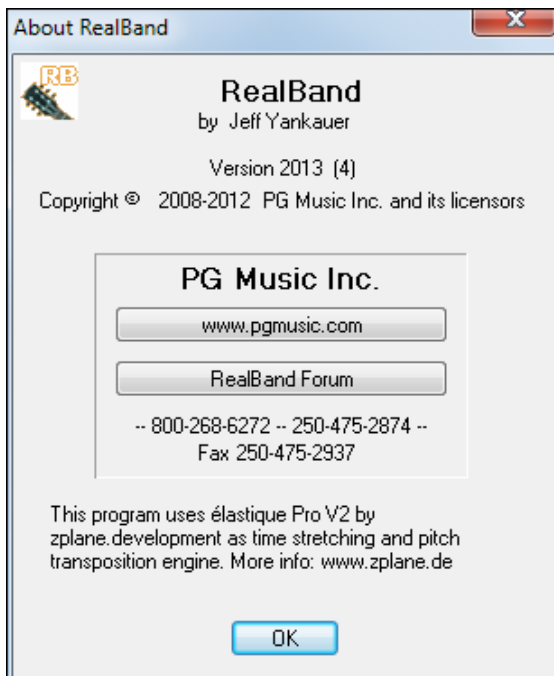 About RealBand
RB
RealBand
by Jeff Yankauer
Version 2013 (4)
Copyright © 2008-2012 PG Music Inc. and its licensors
PG Music Inc.
www.pgmusic.com
RealBand Forum
-- 800-268-6272 -- 250-475-2874 --
Fax 250-475-2937
This program uses élastique Pro V2 by
zplane.development as time stretching and pitch
transposition engine. More info: www.zplane.de
OK